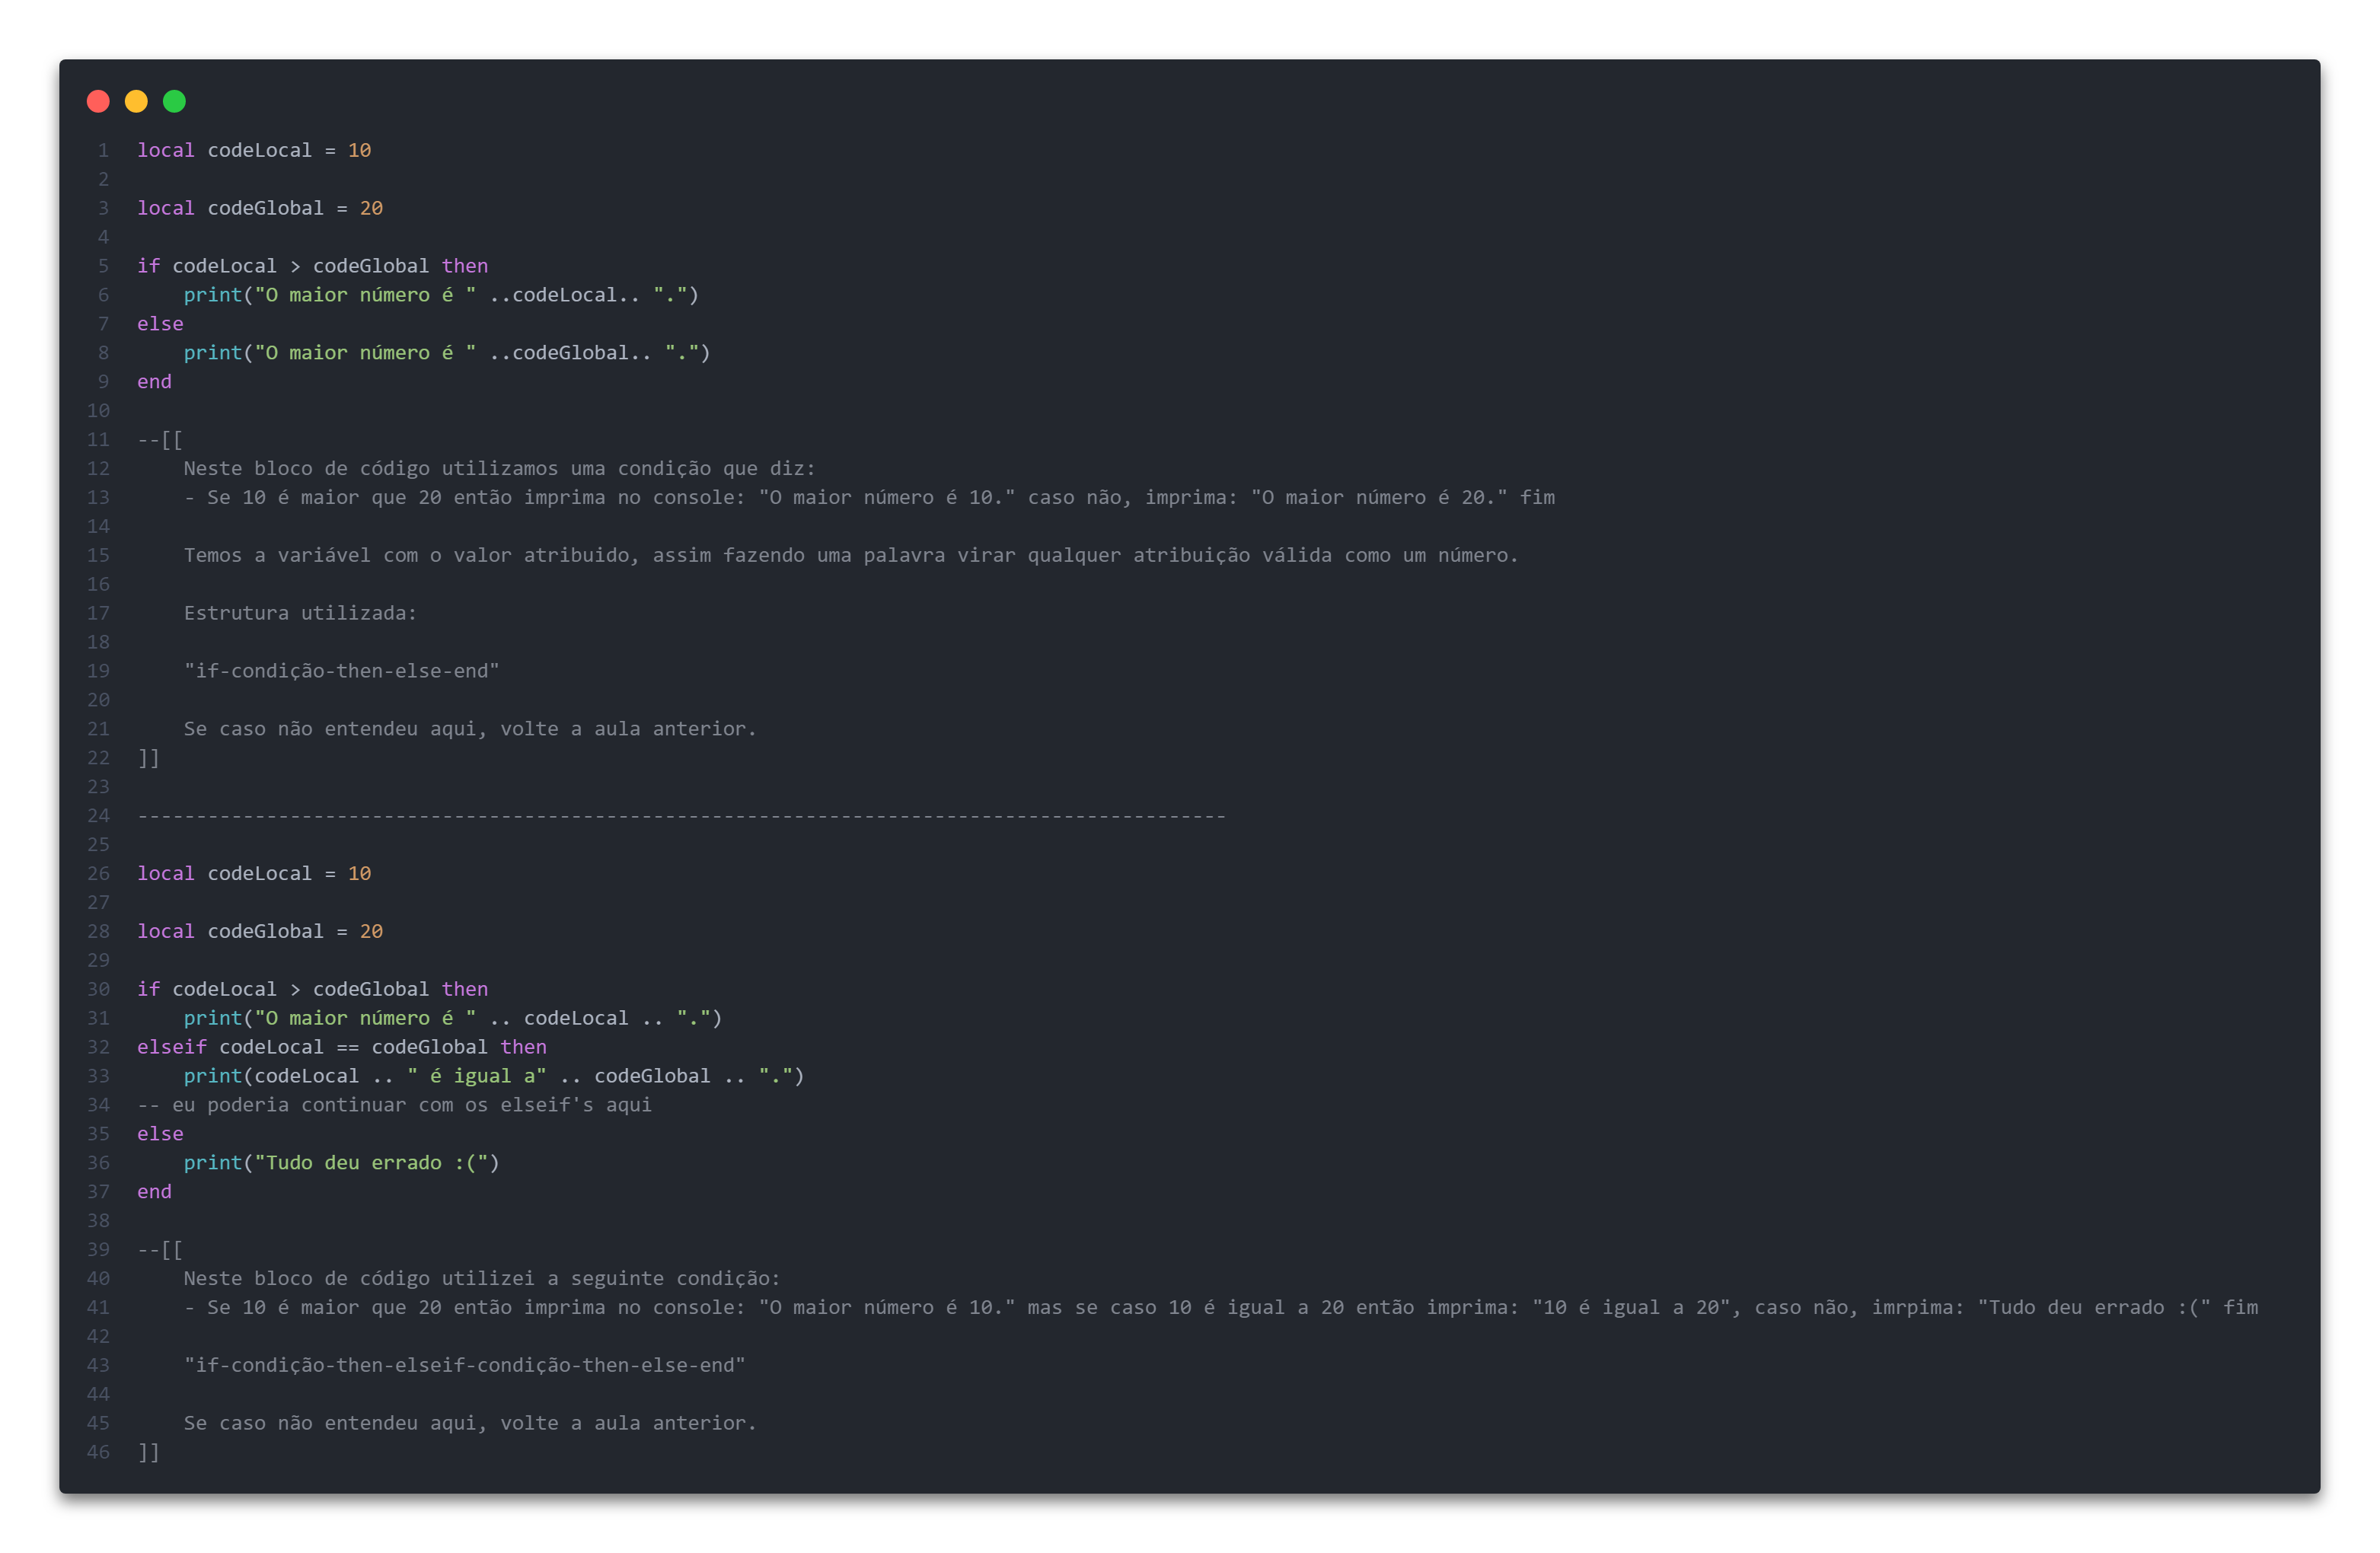 1 local codeLocal = 10
2
3 local codeGlobal = 20
4
5 if codeLocal > codeGlobal then
6     print("O maior número é " ..codeLocal.. ".")
7 else
8     print("O maior número é " ..codeGlobal.. ".")
9 end
10
11 --[[
12     Neste bloco de código utilizamos uma condição que diz:
13     - Se 10 é maior que 20 então imprima no console: "O maior número é 10." caso não, imprima: "O maior número é 20." fim
14
15     Temos a variável com o valor atribuido, assim fazendo uma palavra virar qualquer atribuição válida como um número.
16
17     Estrutura utilizada:
18
19     "if-condição-then-else-end"
20
21     Se caso não entendeu aqui, volte a aula anterior.
22 ]]
23
24 ---------------------------------------------------------------------------------------------
25
26 local codeLocal = 10
27
28 local codeGlobal = 20
29
30 if codeLocal > codeGlobal then
31     print("O maior número é " .. codeLocal .. ".")
32 elseif codeLocal == codeGlobal then
33     print(codeLocal .. " é igual a" .. codeGlobal .. ".")
34 -- eu poderia continuar com os elseif's aqui
35 else
36     print("Tudo deu errado :(")
37 end
38
39 --[[
40     Neste bloco de código utilizei a seguinte condição:
41     - Se 10 é maior que 20 então imprima no console: "O maior número é 10." mas se caso 10 é igual a 20 então imprima: "10 é igual a 20", caso não, imrpima: "Tudo deu errado :(" fim
42
43     "if-condição-then-elseif-condição-then-else-end"
44
45     Se caso não entendeu aqui, volte a aula anterior.
46 ]]